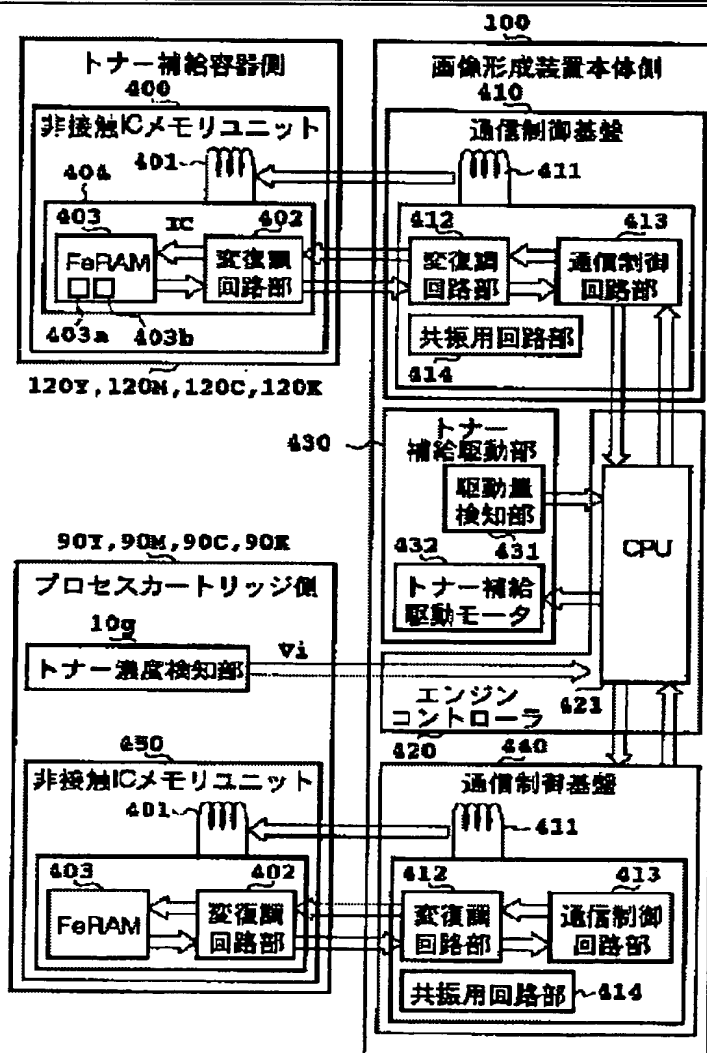 100
トナー補給容器側
400
非接触ICメモリユニット
401
404
403
IC
402
FeRAM
変復調
回路部
403a
403b
120Y,120M,120C,120K
画像形成装置本体側
410
通信制御基盤
411
412
413
変復調
回路部
通信制御
回路部
共振用回路部
414
430
トナー
補給駆動部
駆動量
検知部
431
432
トナー補給
駆動モータ
CPU
421
エンジン
コントローラ
420
90Y,90M,90C,90K
プロセスカートリッジ側
10g
トナー濃度検知部
Vi
450
非接触ICメモリユニット
401
403
402
FeRAM
変復調
回路部
440
通信制御基盤
411
412
413
変復調
回路部
通信制御
回路部
共振用回路部
414